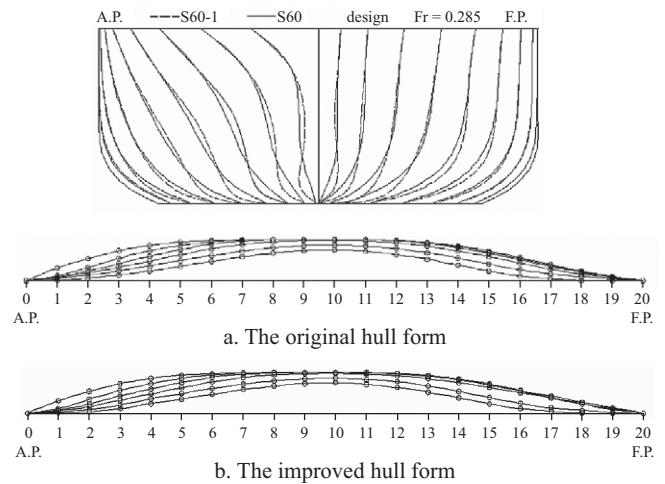 A.P. S60-1 S60 design Fr = 0.285 F.P.
0 1 2 3 4 5 6 7 8 9 10 11 12 13 14 15 16 17 18 19 20
A.P. F.P.
a. The original hull form
0 1 2 3 4 5 6 7 8 9 10 11 12 13 14 15 16 17 18 19 20
A.P. F.P.
b. The improved hull form